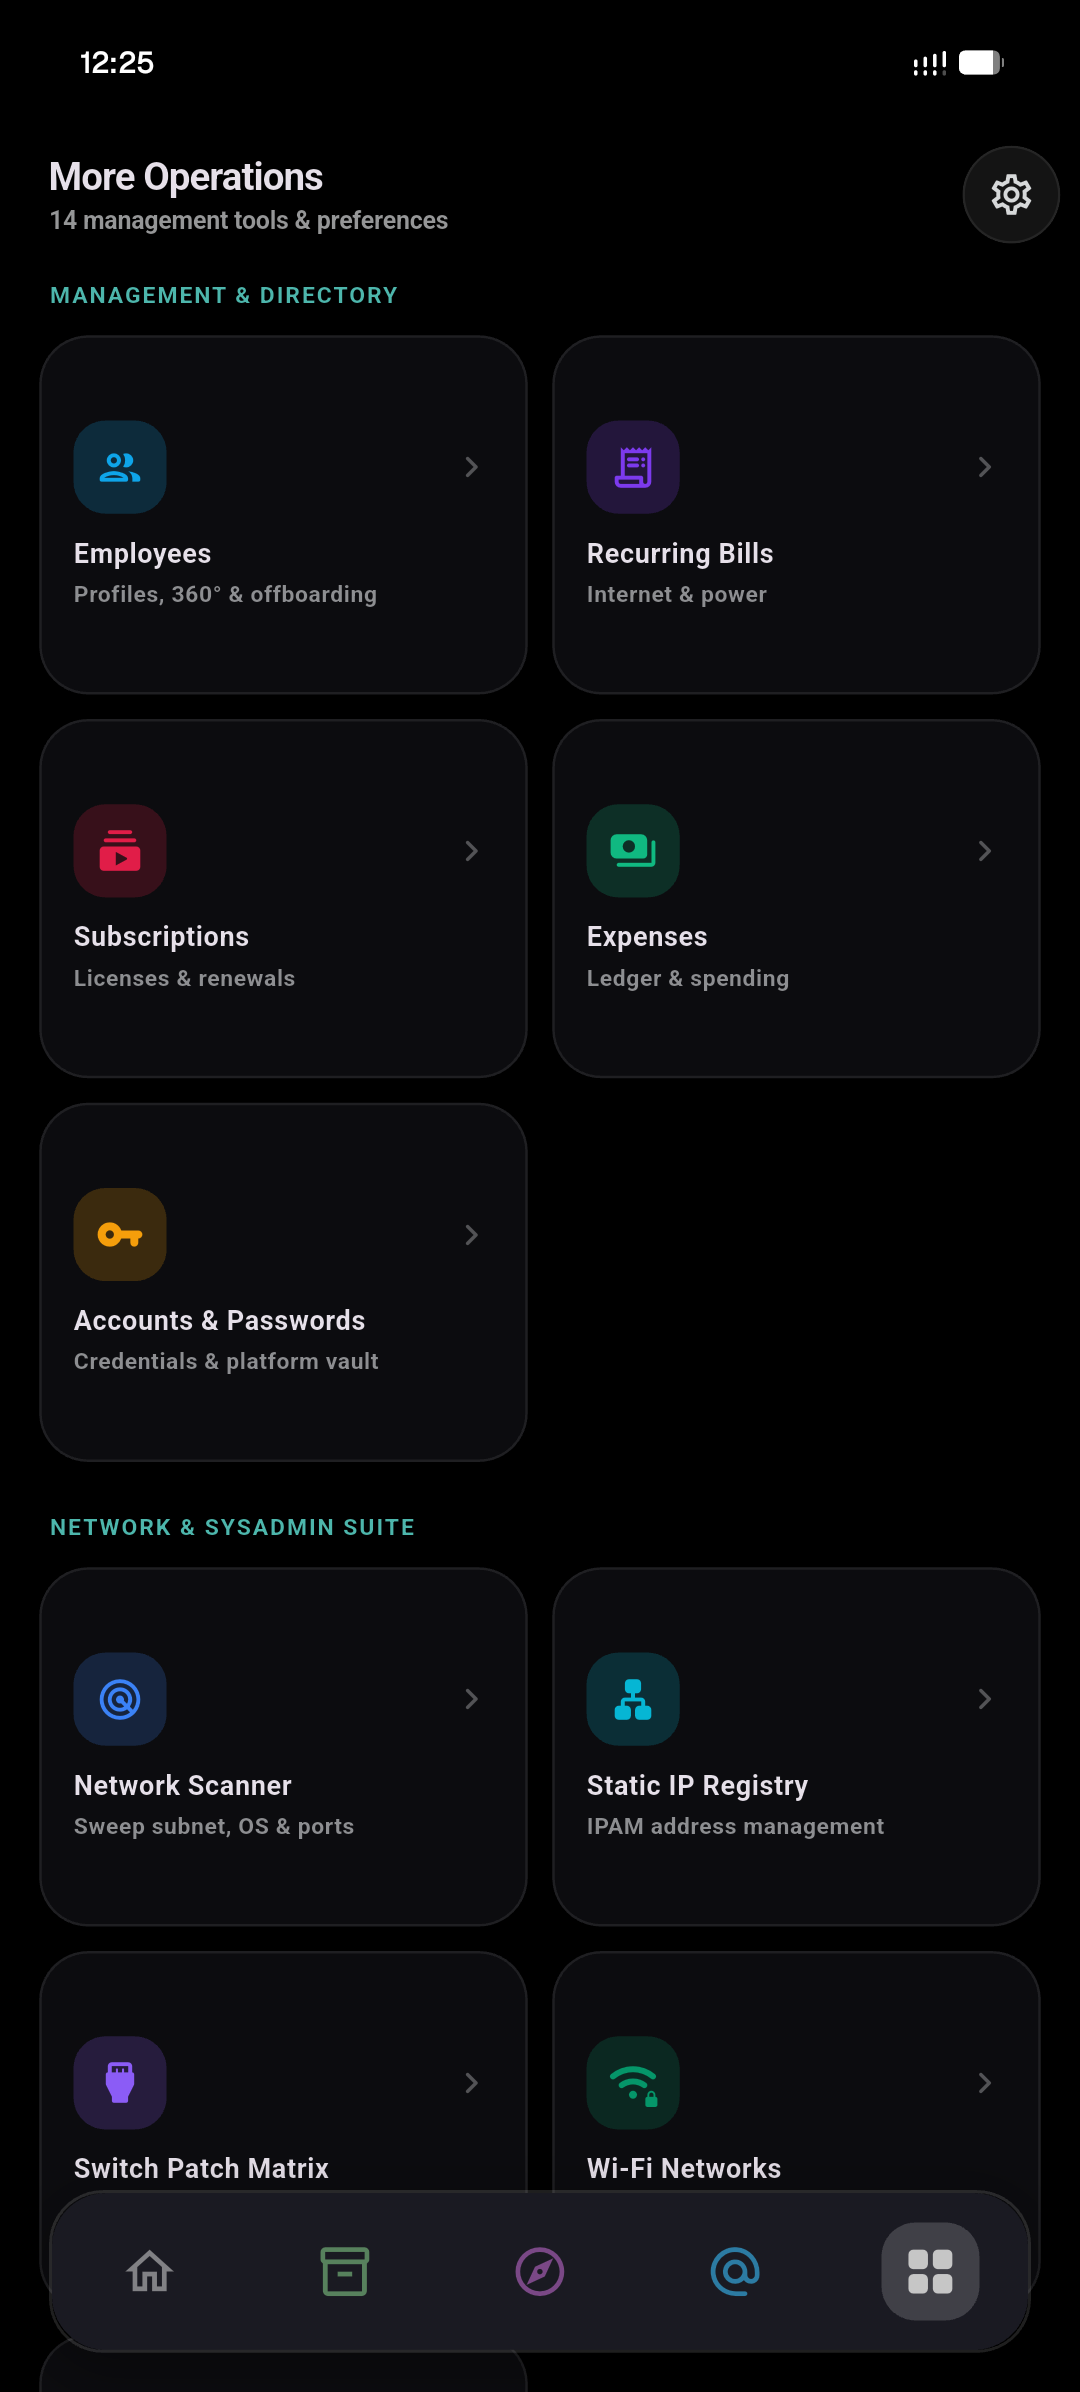 12:25
More Operations
14 management tools & preferences
MANAGEMENT & DIRECTORY
Employees
Profiles, 360° & offboarding
Recurring Bills
Internet & power
Subscriptions
Licenses & renewals
Expenses
Ledger & spending
Accounts & Passwords
Credentials & platform vault
NETWORK & SYSADMIN SUITE
Network Scanner
Sweep subnet, OS & ports
Static IP Registry
IPAM address management
Switch Patch Matrix
Wi-Fi Networks